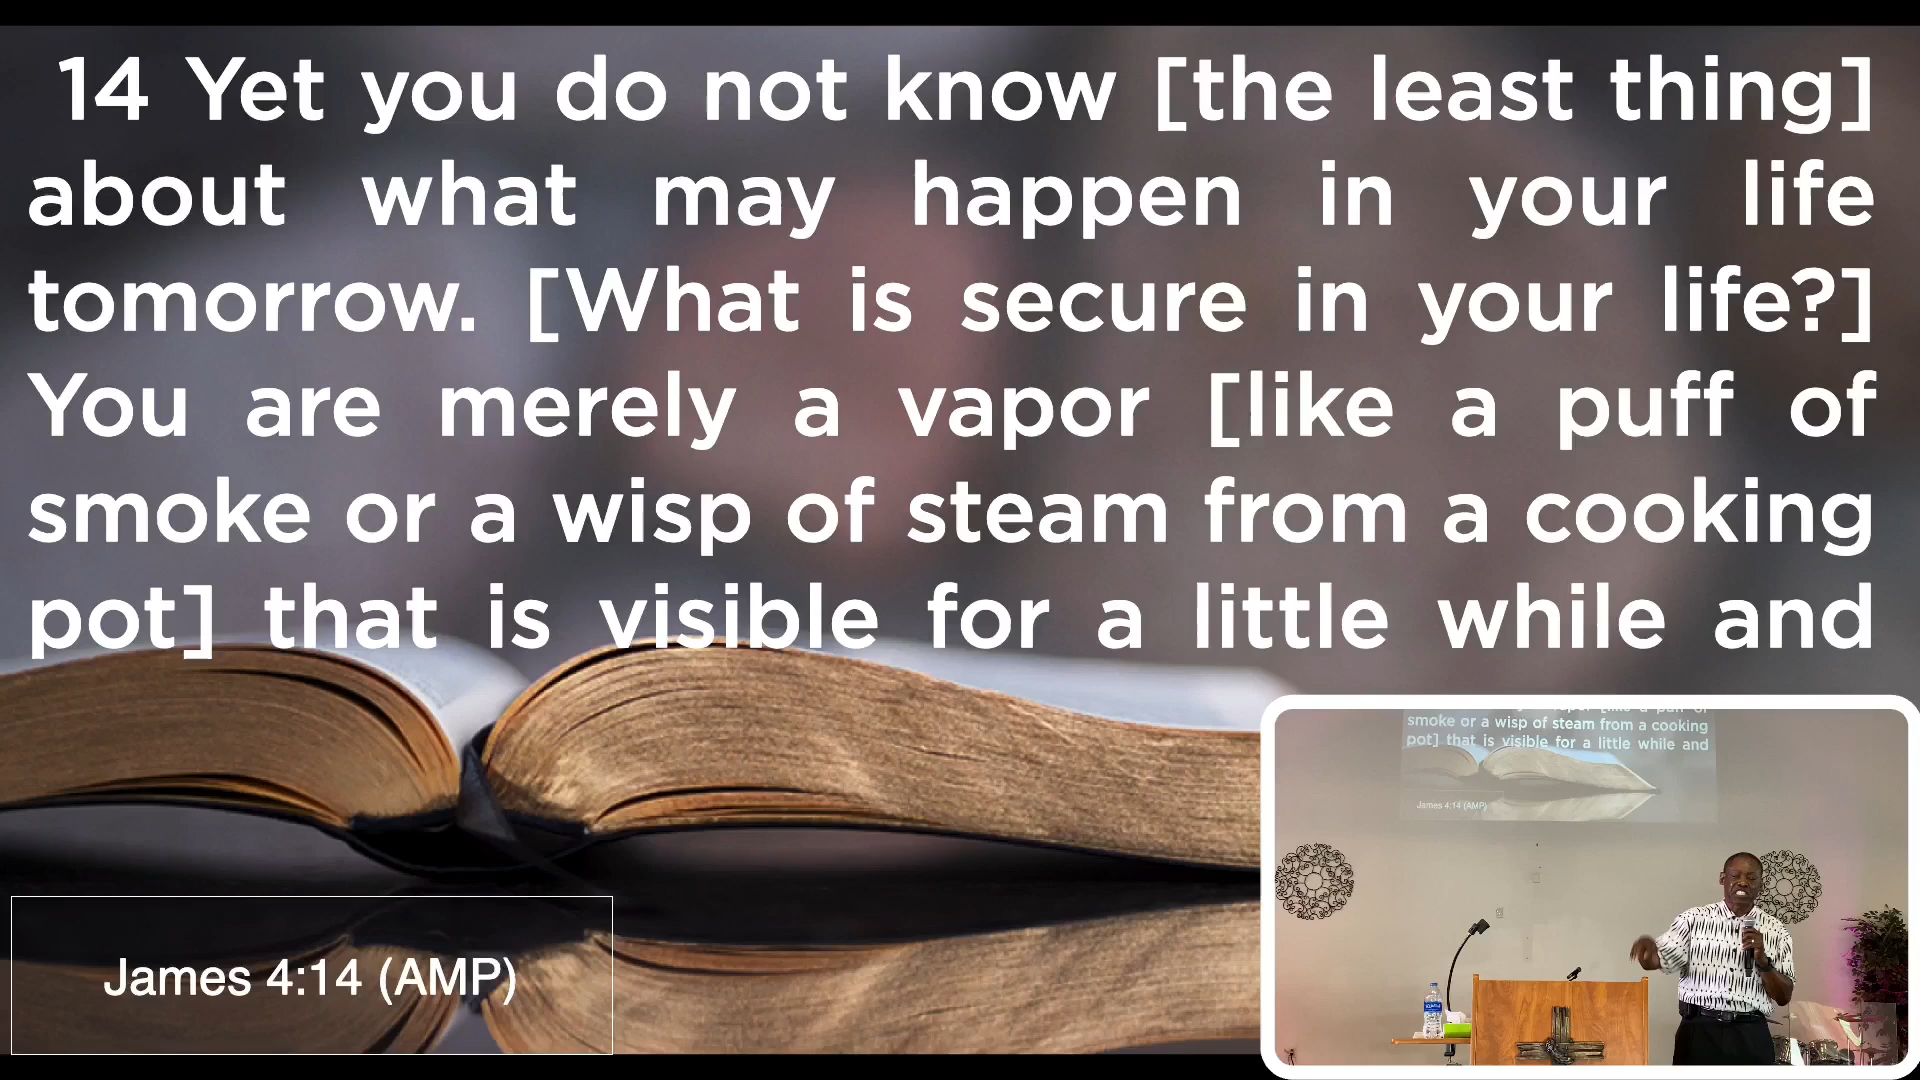 14 Yet you do not know [the least thing]
about what may happen in your life
tomorrow. [What is secure in your life?]
You are merely a vapor [like a puff of
smoke or a wisp of steam from a cooking
pot] that is visible for a little while and
James 4:14 (AMP)
smoke or a wisp of steam from a cooking
pot] that is visible for a little while and
James 4:14 (AMP)